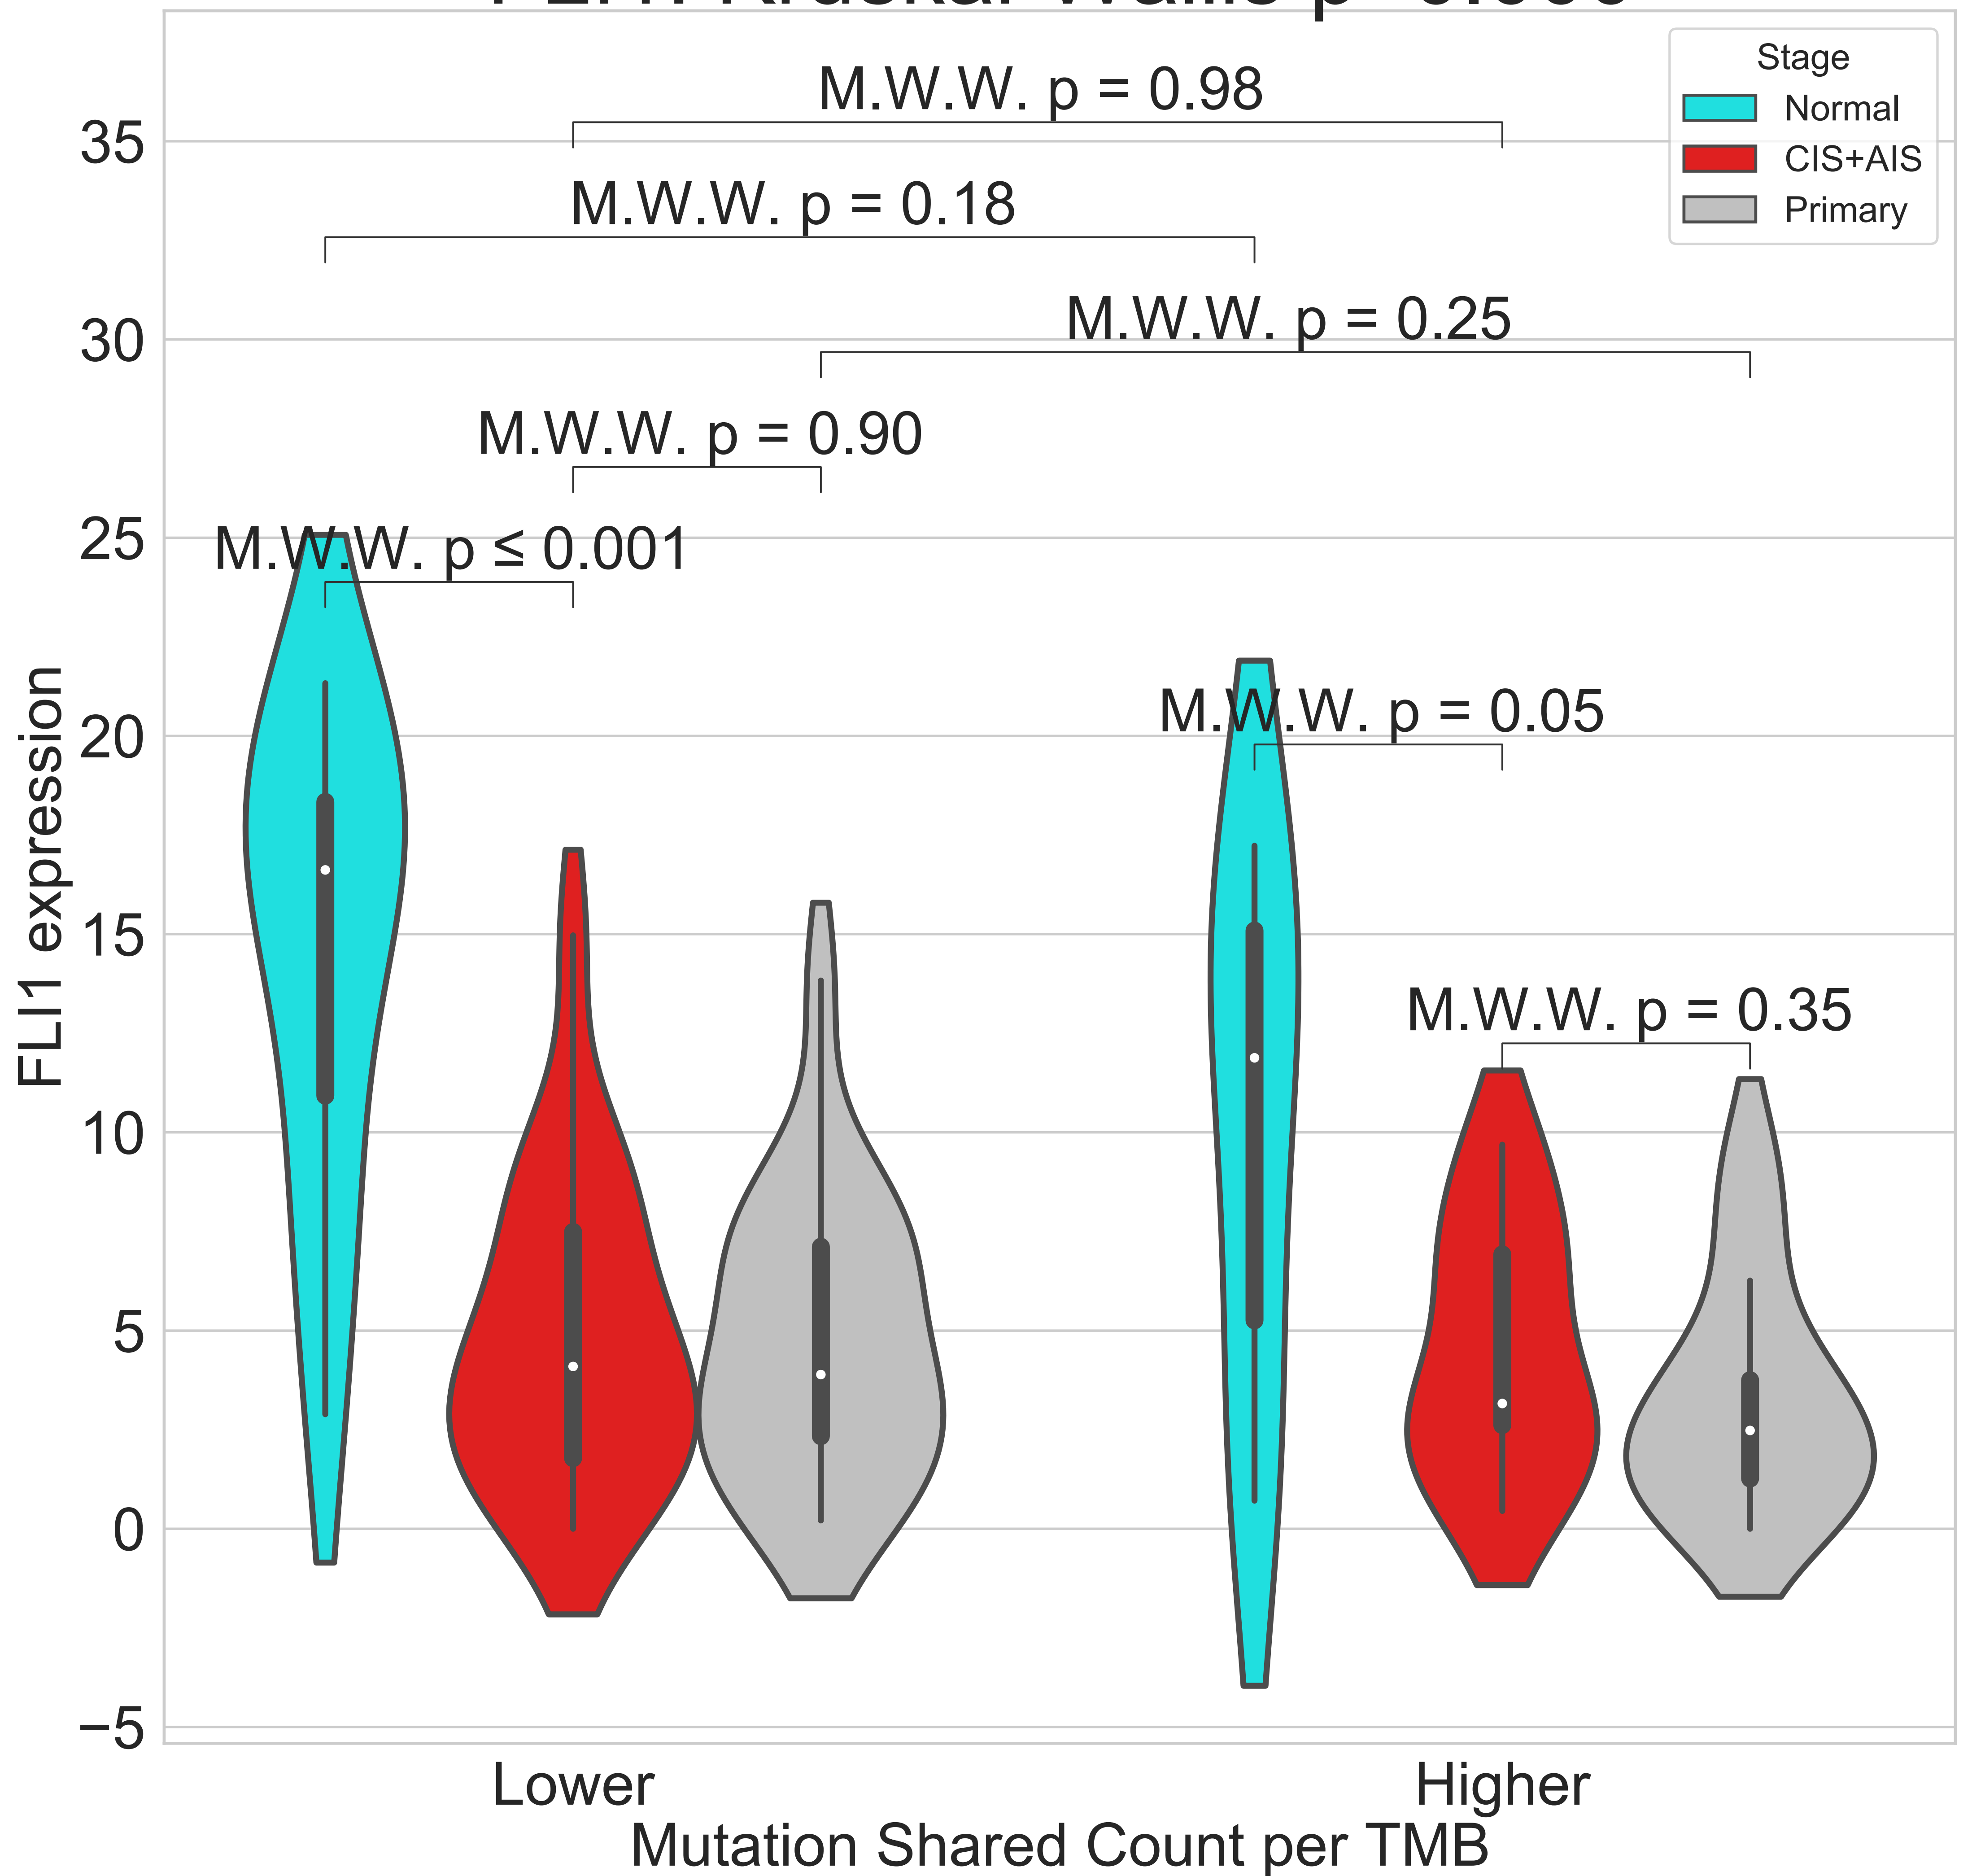 Stage
Normal
CIS+AIS
Primary
M.W.W. p = 0.98
M.W.W. p = 0.18
M.W.W. p = 0.25
M.W.W. p = 0.90
M.W.W. p ≤ 0.001
M.W.W. p = 0.05
M.W.W. p = 0.35
35
30
25
20
15
10
5
0
−5
FLI1 expression
Lower
Higher
Mutation Shared Count per TMB